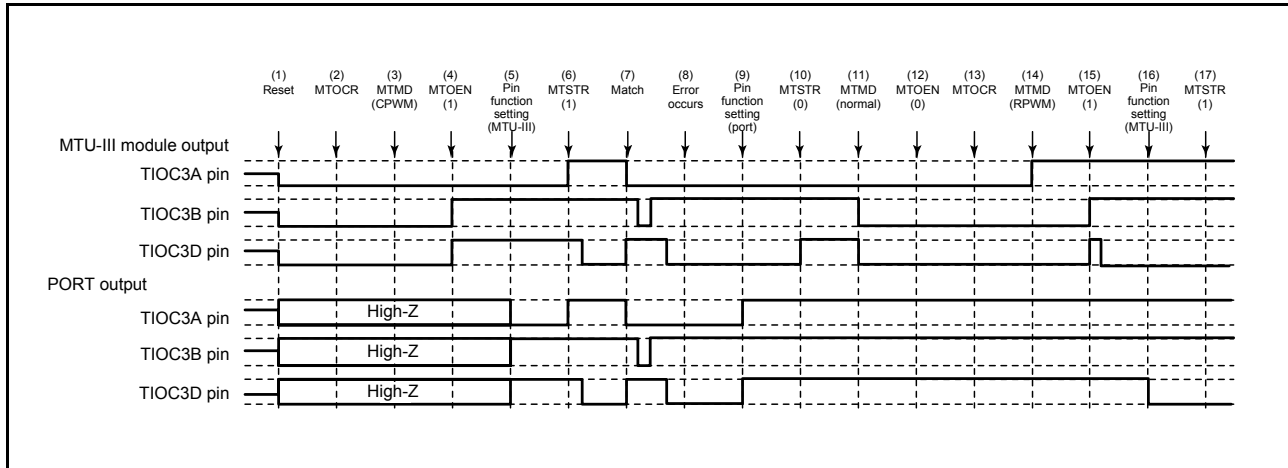 (1) (2) (3) (4) (5) (6) (7) (8) (9) (10) (11) (12) (13) (14) (15) (16) (17)
Reset MTOCR MTMD MTOEN Pin MTSTR Match Error Pin MTSTR MTMD MTOEN MTOCR MTMD MTOEN Pin MTSTR
(CPWM) (1) function (1) occurs function (0) (normal) (0) (RPWM) (1) function (1)
setting setting setting
(MTU-III) (port) (MTU-III)
MTU-III module output
TIOC3A pin
TIOC3B pin
TIOC3D pin
PORT output
TIOC3A pin High-Z
TIOC3B pin High-Z
TIOC3D pin High-Z